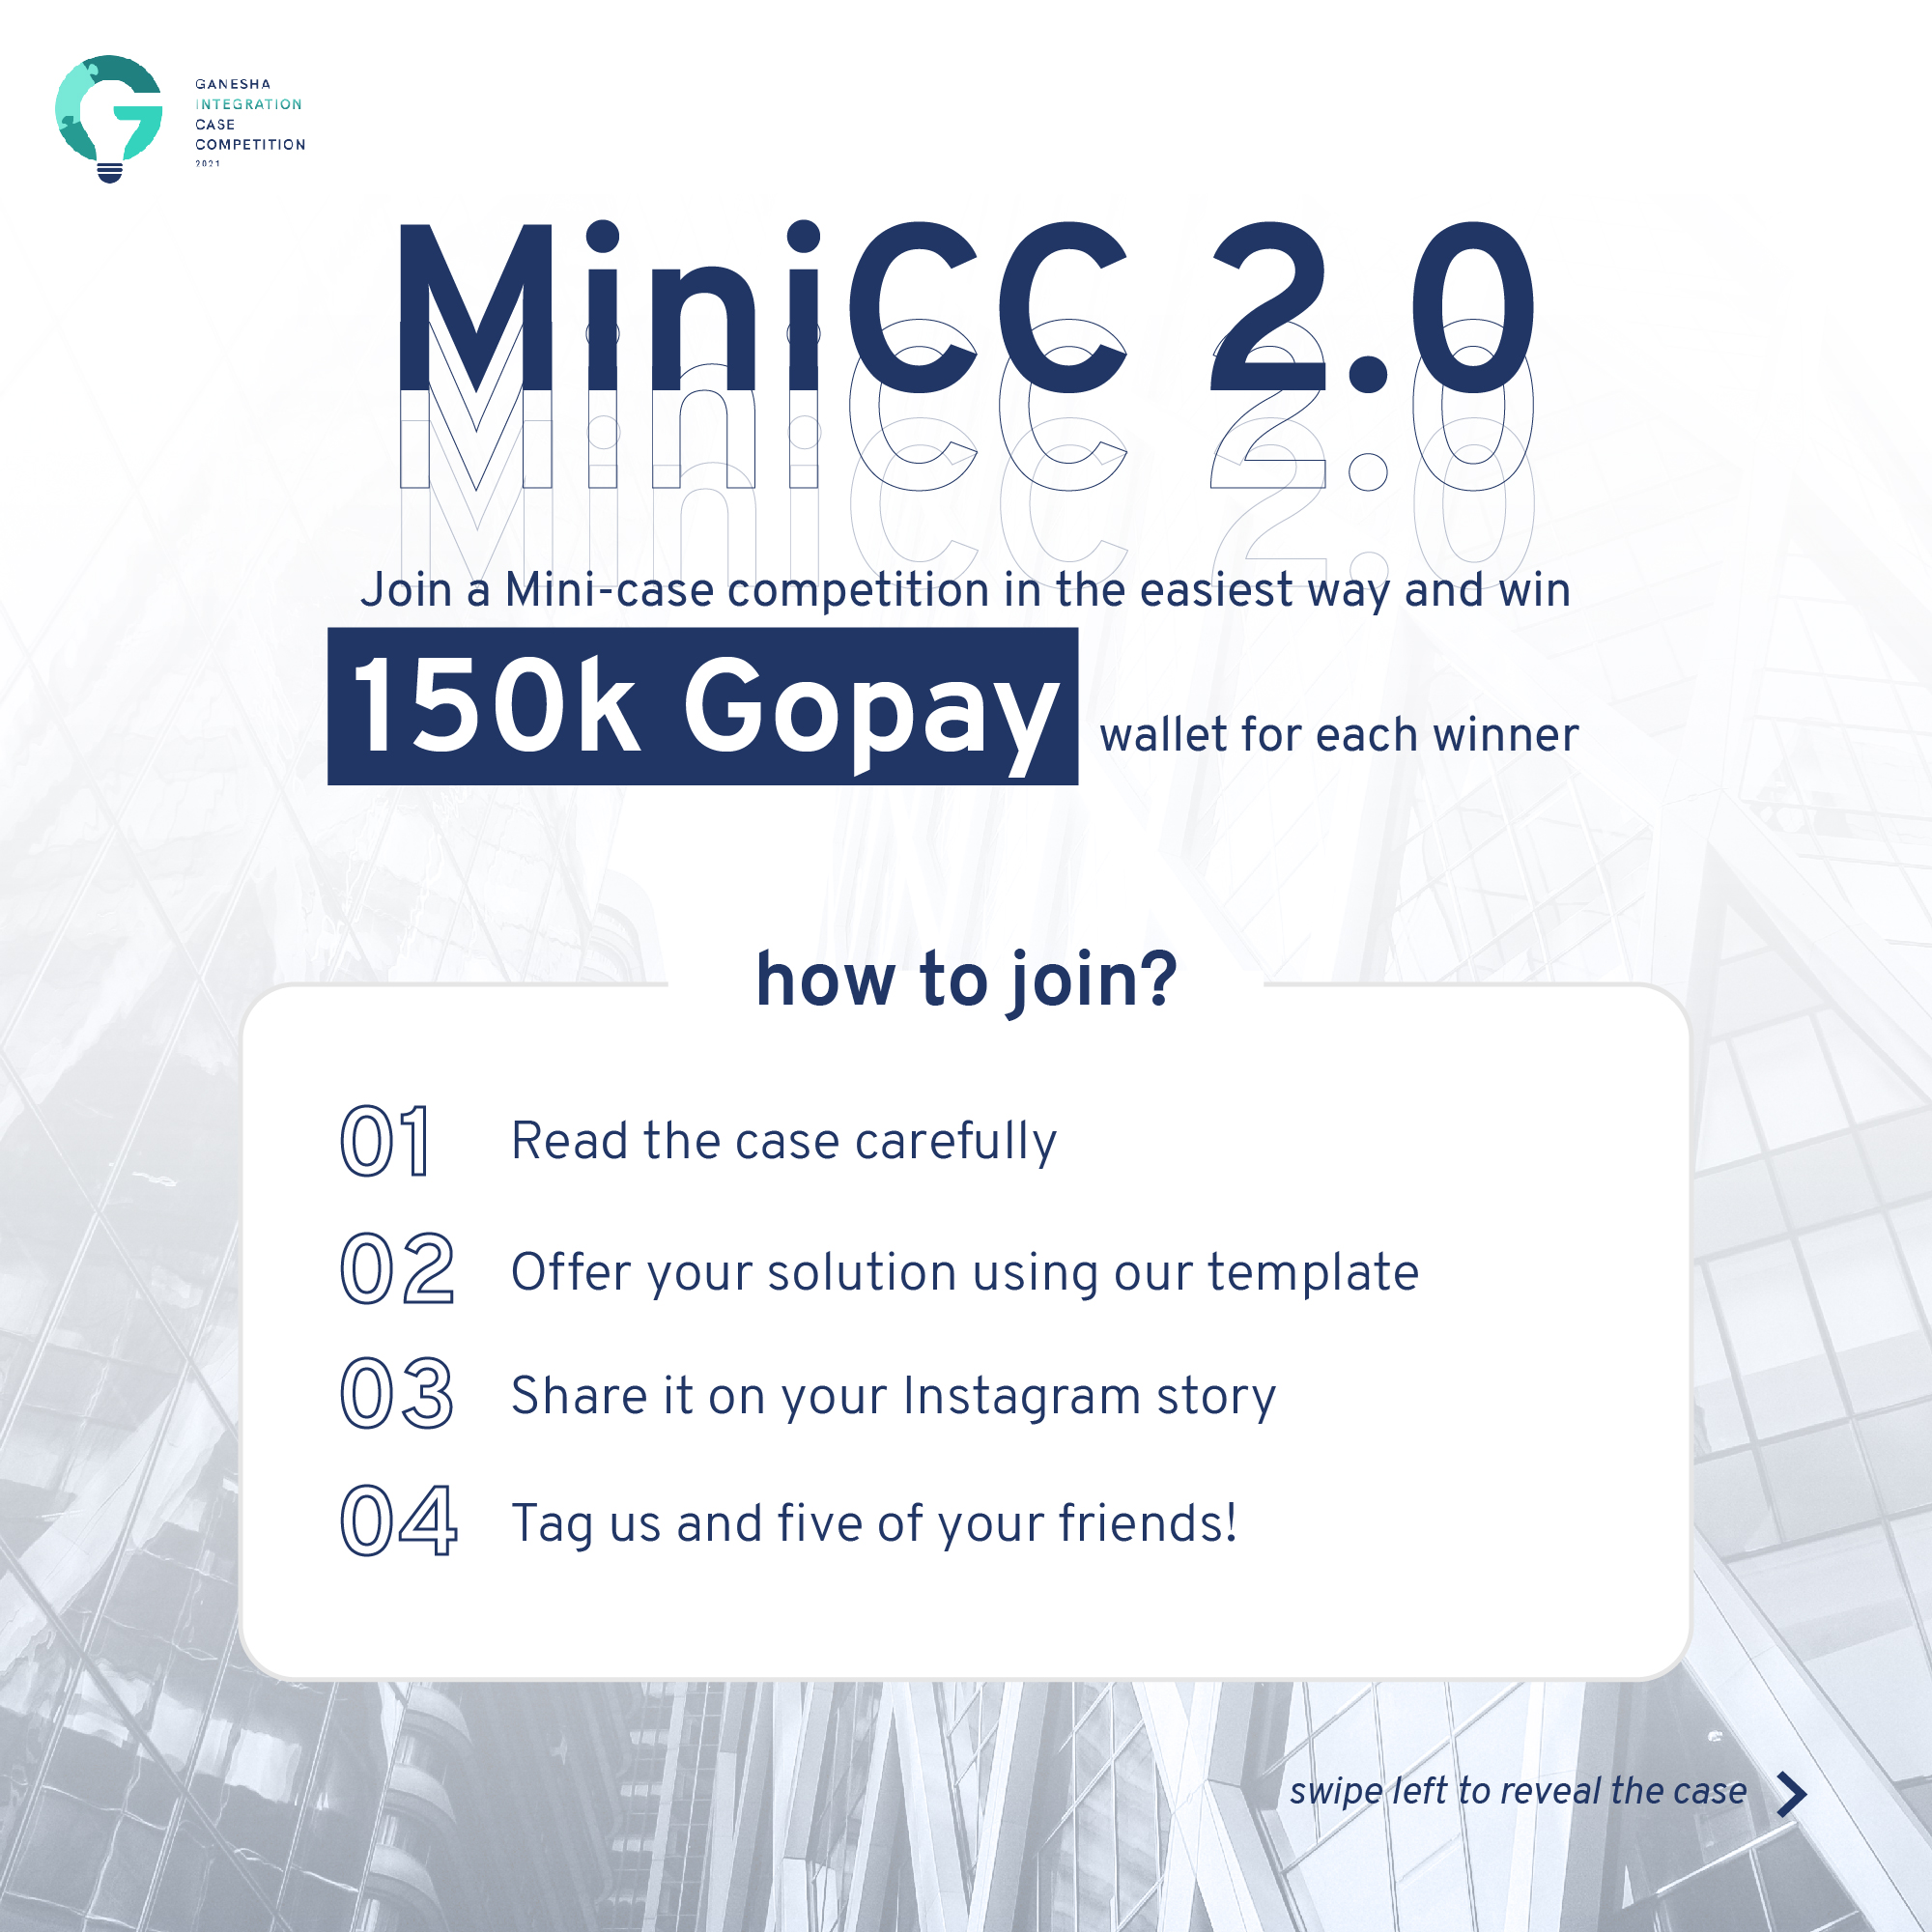 GANESHA
INTEGRATION
CASE
COMPETITION
2021
MiniCC 2.0
Join a Mini-case competition in the easiest way and win
150k Gopay wallet for each winner
how to join?
01 Read the case carefully
02 Offer your solution using our template
03 Share it on your Instagram story
04 Tag us and five of your friends!
swipe left to reveal the case